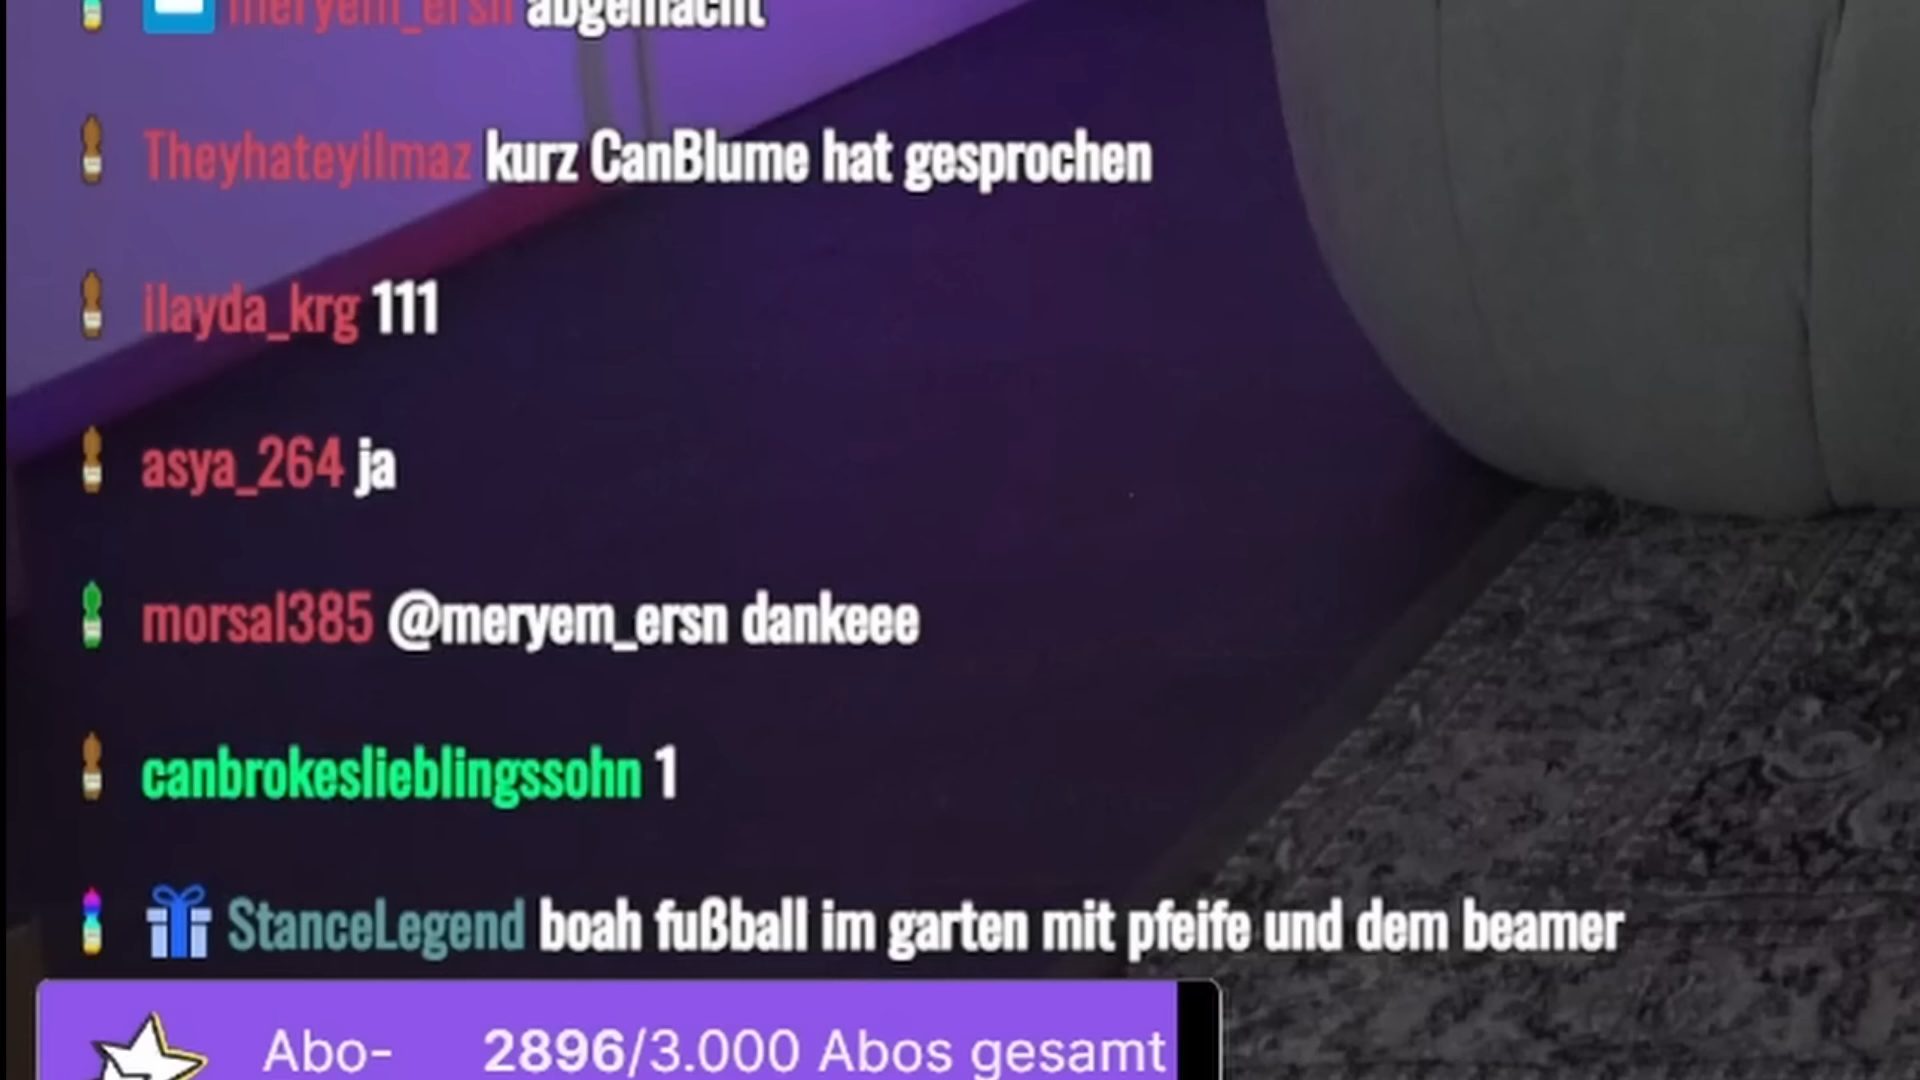 meryem_ersn abgemacht
Theyhateyilmaz kurz CanBlume hat gesprochen
ilayda_krg 111
asya_264 ja
morsal385 @meryem_ersn dankeee
canbrokeslieblingssohn 1
StanceLegend boah fußball im garten mit pfeife und dem beamer
Abo- 2896/3.000 Abos gesamt